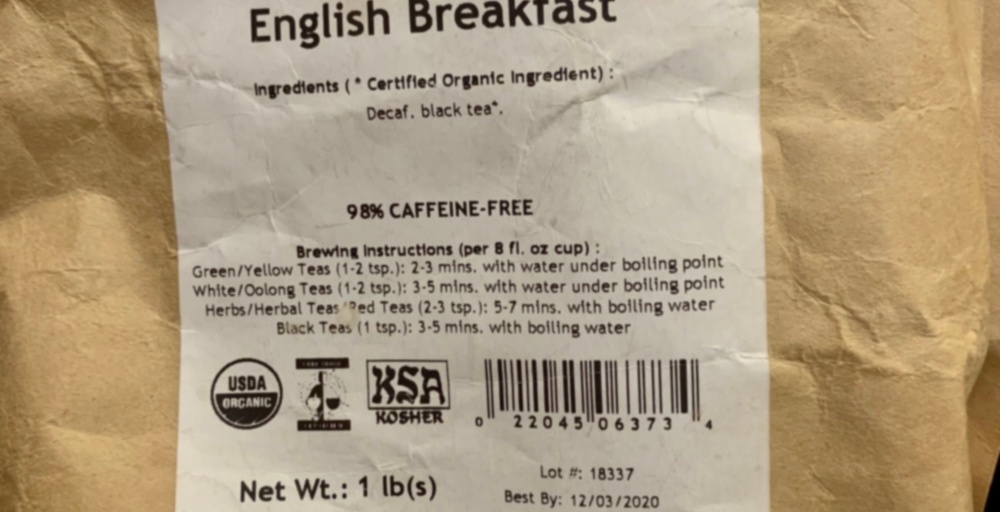 English Breakfast
Ingredients ( * Certified Organic Ingredient) :
Decaf. black tea*.
98% CAFFEINE-FREE
Brewing Instructions (per 8 fl. oz cup) :
Green/Yellow Teas (1-2 tsp.): 2-3 mins. with water under boiling point
White/Oolong Teas (1-2 tsp.): 3-5 mins. with water under boiling point
Herbs/Herbal Teas Red Teas (2-3 tsp.): 5-7 mins. with boiling water
Black Teas (1 tsp.): 3-5 mins. with boiling water
USDA
ORGANIC
KSA
KOSHER
0 22045 06373 4
Net Wt.: 1 lb(s)
Lot #: 18337
Best By: 12/03/2020